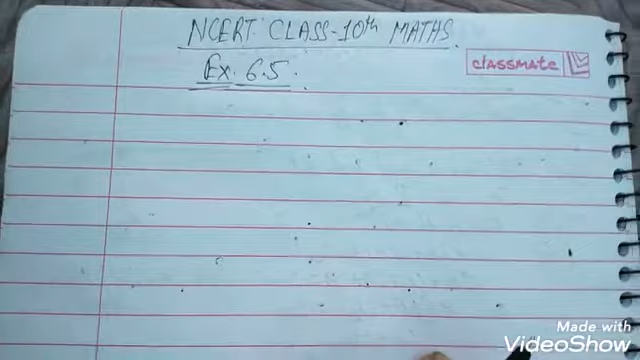 NCERT CLASS-10th MATHS.
Ex. 6.5.
classmate
Made with
VideoShow